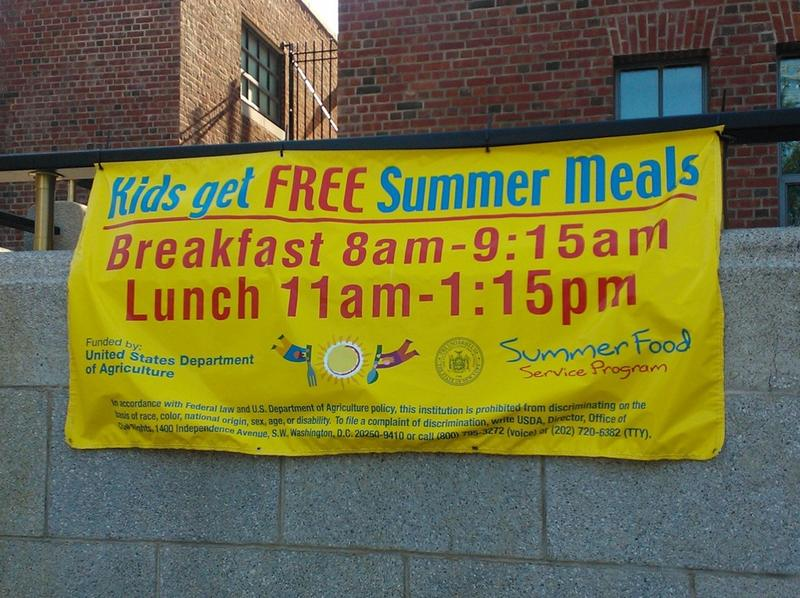 Kids get FREE Summer Meals
Breakfast 8am-9:15am
Lunch 11am-1:15pm
Funded by:
United States Department
of Agriculture
Summer Food
Service Program
In accordance with Federal law and U.S. Department of Agriculture policy, this institution is prohibited from discriminating on the
basis of race, color, national origin, sex, age, or disability. To file a complaint of discrimination, write USDA, Director, Office of
Civil Rights, 1400 Independence Avenue, S.W. Washington, D.C. 20250-9410 or call (800) 795-3272 (voice) or (202) 720-6382 (TTY).